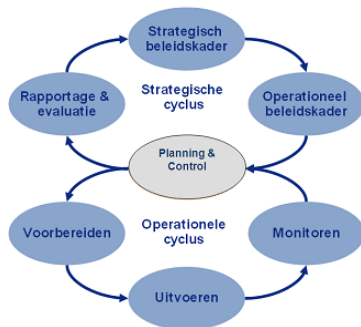 Strategisch
beleidskader
Rapportage &
evaluatie
Strategische
cyclus
Operationeel
beleidskader
Planning &
Control
Voorbereiden
Operationele
cyclus
Monitoren
Uitvoeren